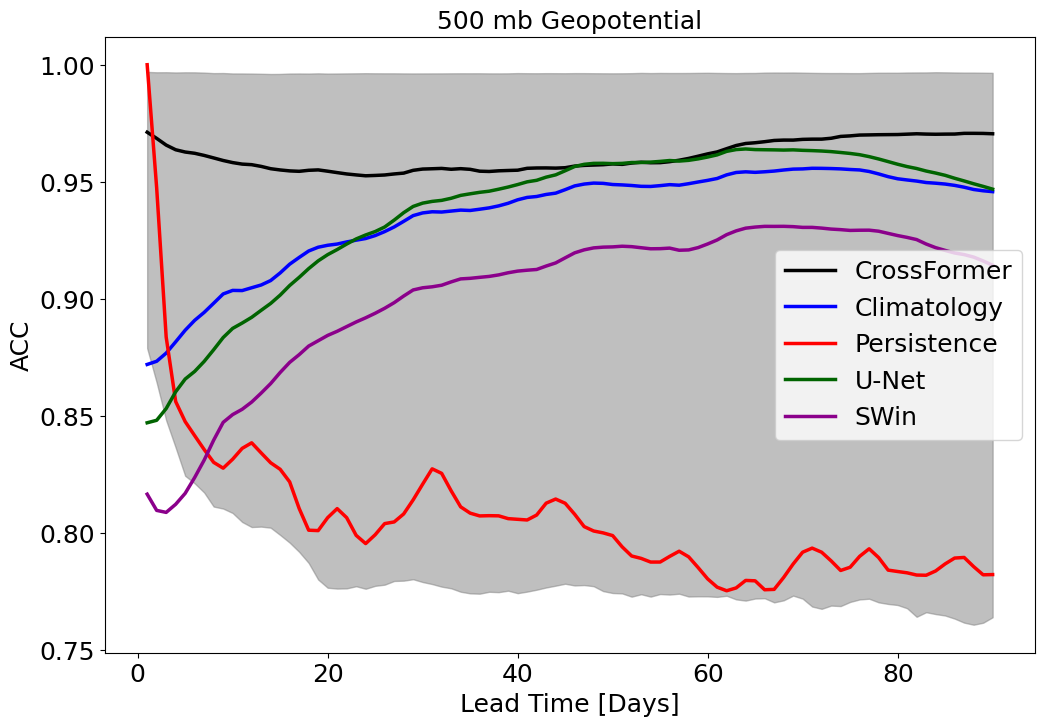 500 mb Geopotential
1.00
0.95
0.90
0.85
0.80
0.75
ACC
CrossFormer
Climatology
Persistence
U-Net
SWin
0 20 40 60 80
Lead Time [Days]